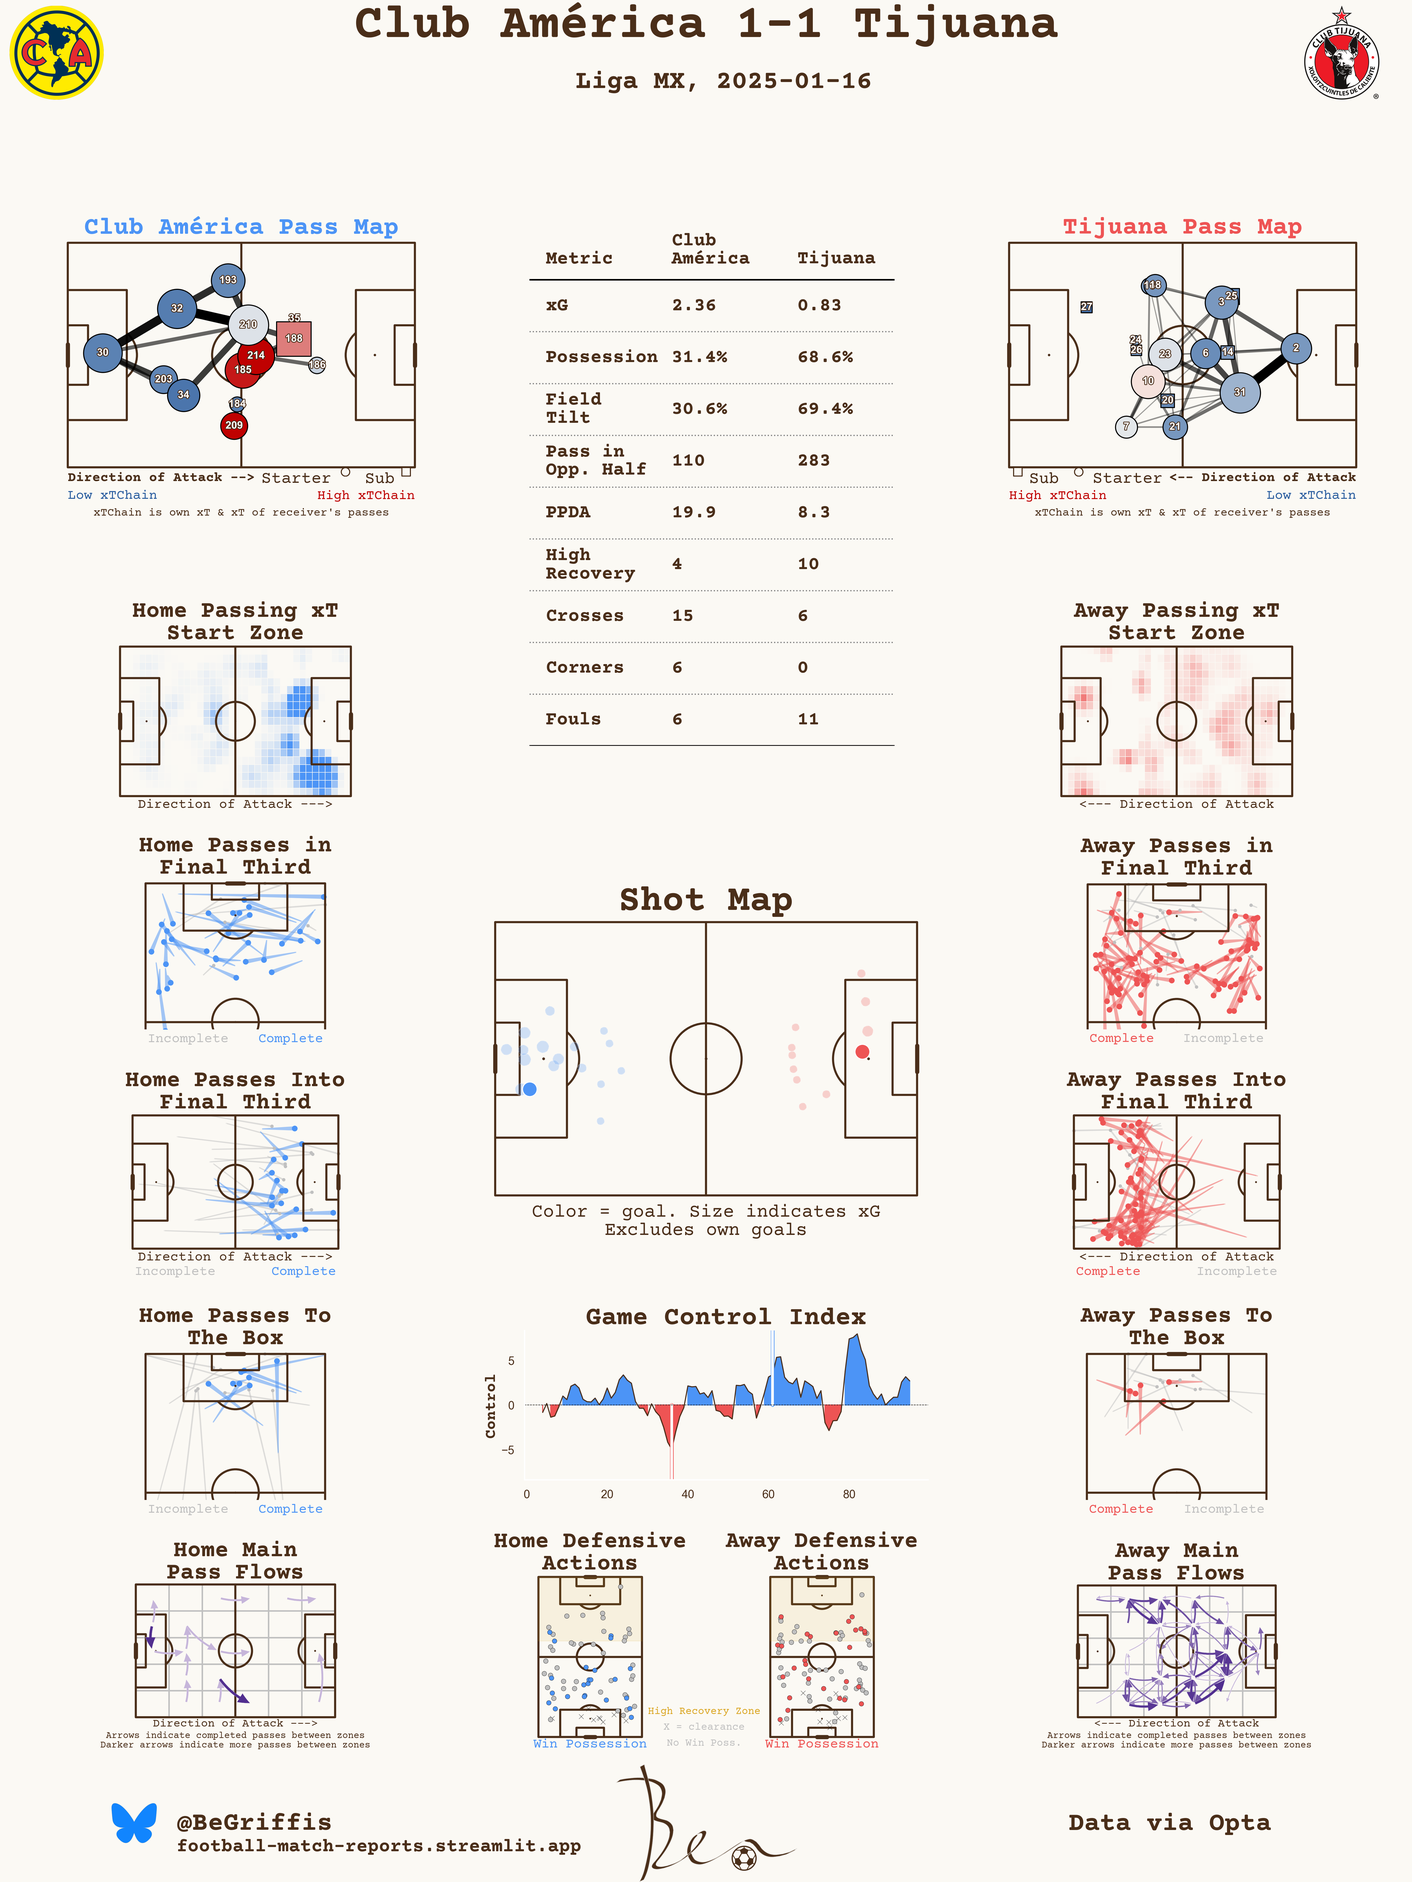 Club América 1-1 Tijuana
Liga MX, 2025-01-16
CLUB TIJUANA
XOLOITZCUINTLES DE CALIENTE
®
C A
Club América Pass Map
193
32
210
35
188
30
214
186
185
203
34
184
209
Direction of Attack --> Starter Sub
Low xTChain High xTChain
xTChain is own xT & xT of receiver's passes
Metric Club América Tijuana
xG 2.36 0.83
Possession 31.4% 68.6%
Field Tilt 30.6% 69.4%
Pass in Opp. Half 110 283
PPDA 19.9 8.3
High Recovery 4 10
Crosses 15 6
Corners 6 0
Fouls 6 11
Tijuana Pass Map
18
25
3
27
24
26
23
6
14
2
10
31
20
7
21
Sub Starter <-- Direction of Attack
High xTChain Low xTChain
xTChain is own xT & xT of receiver's passes
Home Passing xT
Start Zone
Direction of Attack --->
Away Passing xT
Start Zone
<--- Direction of Attack
Home Passes in
Final Third
Incomplete Complete
Shot Map
Color = goal. Size indicates xG
Excludes own goals
Away Passes in
Final Third
Complete Incomplete
Home Passes Into
Final Third
Direction of Attack --->
Incomplete Complete
Away Passes Into
Final Third
<--- Direction of Attack
Complete Incomplete
Home Passes To
The Box
Incomplete Complete
Game Control Index
Control
5
0
−5
0 20 40 60 80
Away Passes To
The Box
Complete Incomplete
Home Main
Pass Flows
Direction of Attack --->
Arrows indicate completed passes between zones
Darker arrows indicate more passes between zones
Home Defensive
Actions
Win Possession
Away Defensive
Actions
Win Possession
High Recovery Zone
X = clearance
No Win Poss.
Away Main
Pass Flows
<--- Direction of Attack
Arrows indicate completed passes between zones
Darker arrows indicate more passes between zones
@BeGriffis
football-match-reports.streamlit.app
Ben
Data via Opta